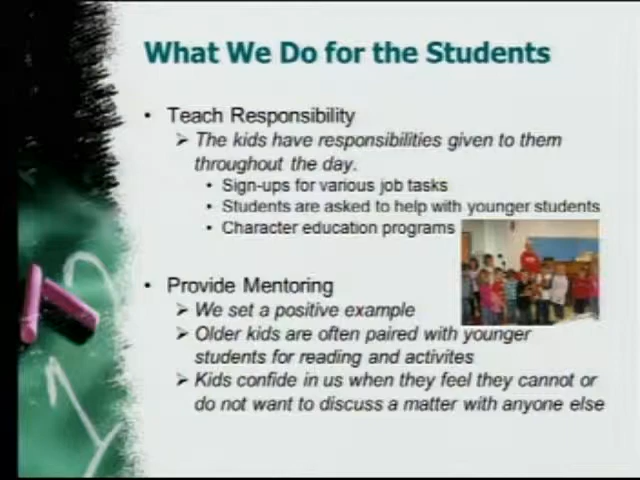 What We Do for the Students
• Teach Responsibility
➢ The kids have responsibilities given to them
throughout the day.
• Sign-ups for various job tasks
• Students are asked to help with younger students
• Character education programs
• Provide Mentoring
➢ We set a positive example
➢ Older kids are often paired with younger
students for reading and activites
➢ Kids confide in us when they feel they cannot or
do not want to discuss a matter with anyone else